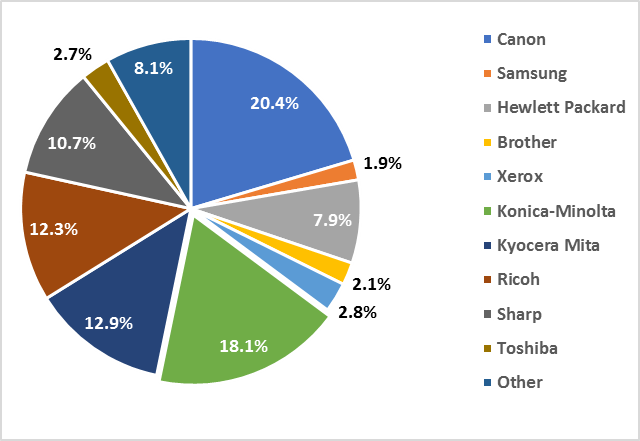 20.4%
1.9%
7.9%
2.1%
2.8%
18.1%
12.9%
12.3%
10.7%
2.7%
8.1%
Canon
Samsung
Hewlett Packard
Brother
Xerox
Konica-Minolta
Kyocera Mita
Ricoh
Sharp
Toshiba
Other